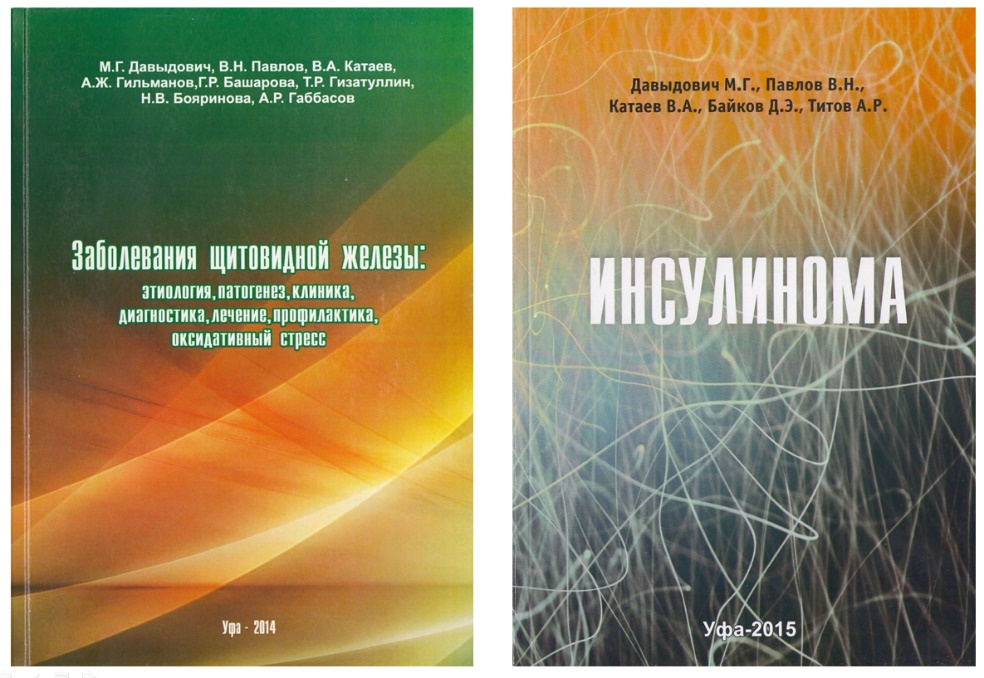 М.Г. Давыдович, В.Н. Павлов, В.А. Катаев,
А.Ж. Гильманов,Г.Р. Башарова, Т.Р. Гизатуллин,
Н.В. Бояринова, А.Р. Габбасов
Заболевания щитовидной железы:
этиология,патогенез,клиника,
диагностика,лечение,профилактика,
оксидативный стресс
Уфа - 2014
Давыдович М.Г., Павлов В.Н.,
Катаев В.А., Байков Д.Э., Титов А.Р.
ИНСУЛИНОМА
Уфа-2015